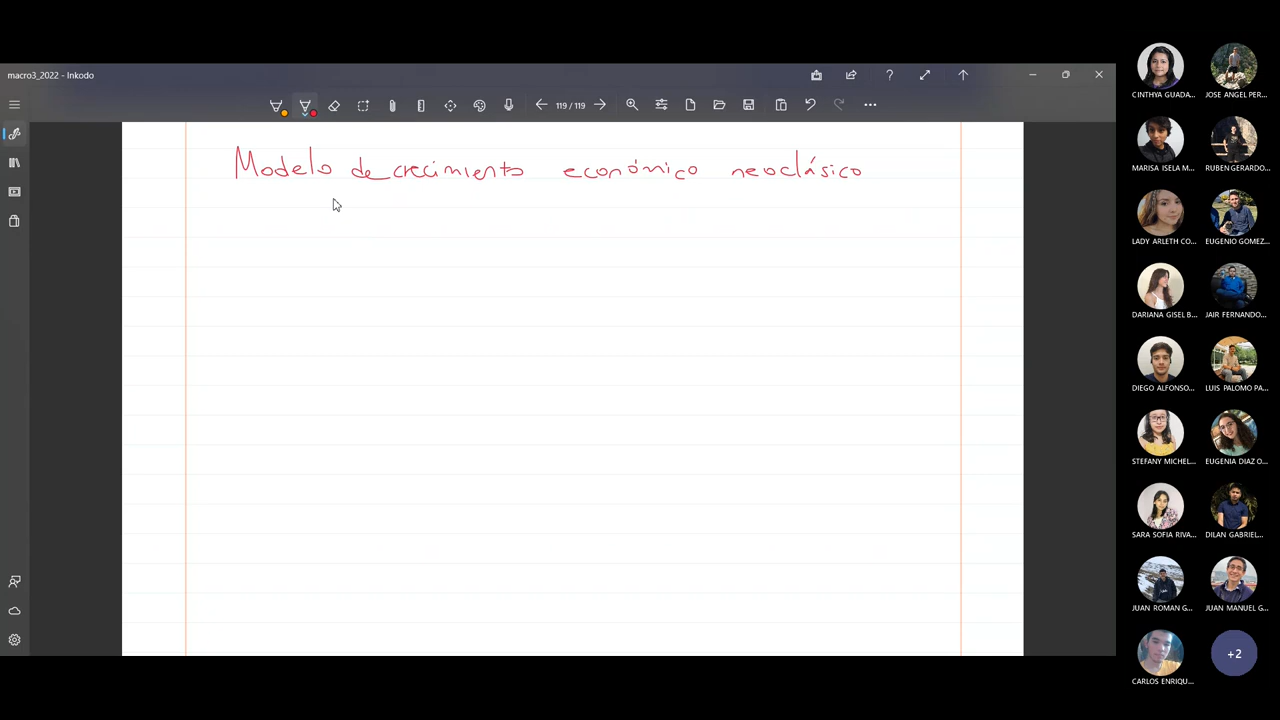 macro3_2022 - Inkodo
119 / 119
Modelo de crecimiento económico neoclásico
CINTHYA GUADA...
JOSE ANGEL PER...
MARISA ISELA M...
RUBEN GERARDO...
LADY ARLETH CO...
EUGENIO GOMEZ...
DARIANA GISEL B...
JAIR FERNANDO...
DIEGO ALFONSO...
LUIS PALOMO PA...
STEFANY MICHEL...
EUGENIA DIAZ O...
SARA SOFIA RIVA...
DILAN GABRIEL...
JUAN ROMAN G...
JUAN MANUEL G...
CARLOS ENRIQU...
+2